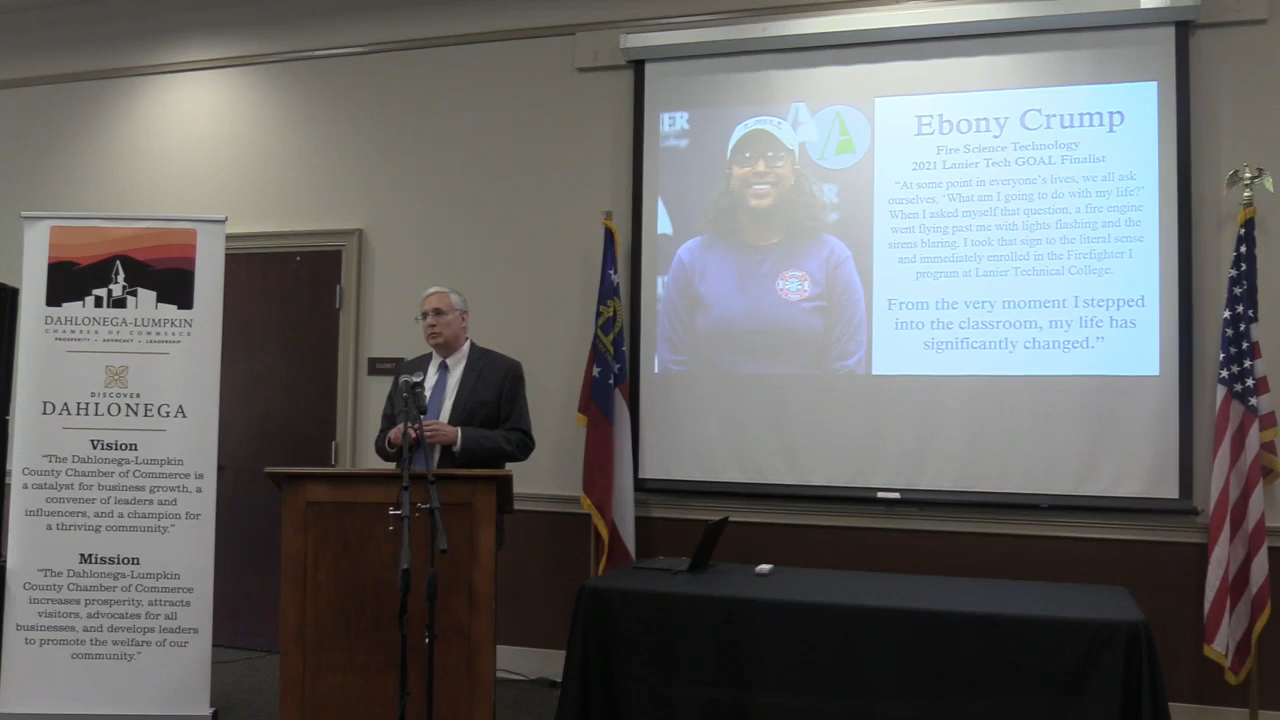 DAHLONEGA-LUMPKIN
CHAMBER OF COMMERCE
PROSPERITY • ADVOCACY • LEADERSHIP
DISCOVER
DAHLONEGA
Vision
"The Dahlonega-Lumpkin
County Chamber of Commerce is
a catalyst for business growth, a
convener of leaders and
influencers, and a champion for
a thriving community."
Mission
"The Dahlonega-Lumpkin
County Chamber of Commerce
increases prosperity, attracts
visitors, advocates for all
businesses, and develops leaders
to promote the welfare of our
community."
CLOSET
IER
Ebony Crump
Fire Science Technology
2021 Lanier Tech GOAL Finalist
"At some point in everyone's lives, we all ask
ourselves, 'What am I going to do with my life?'
When I asked myself that question, a fire engine
went flying past me with lights flashing and the
sirens blaring. I took that sign to the literal sense
and immediately enrolled in the Firefighter I
program at Lanier Technical College.
From the very moment I stepped
into the classroom, my life has
significantly changed."